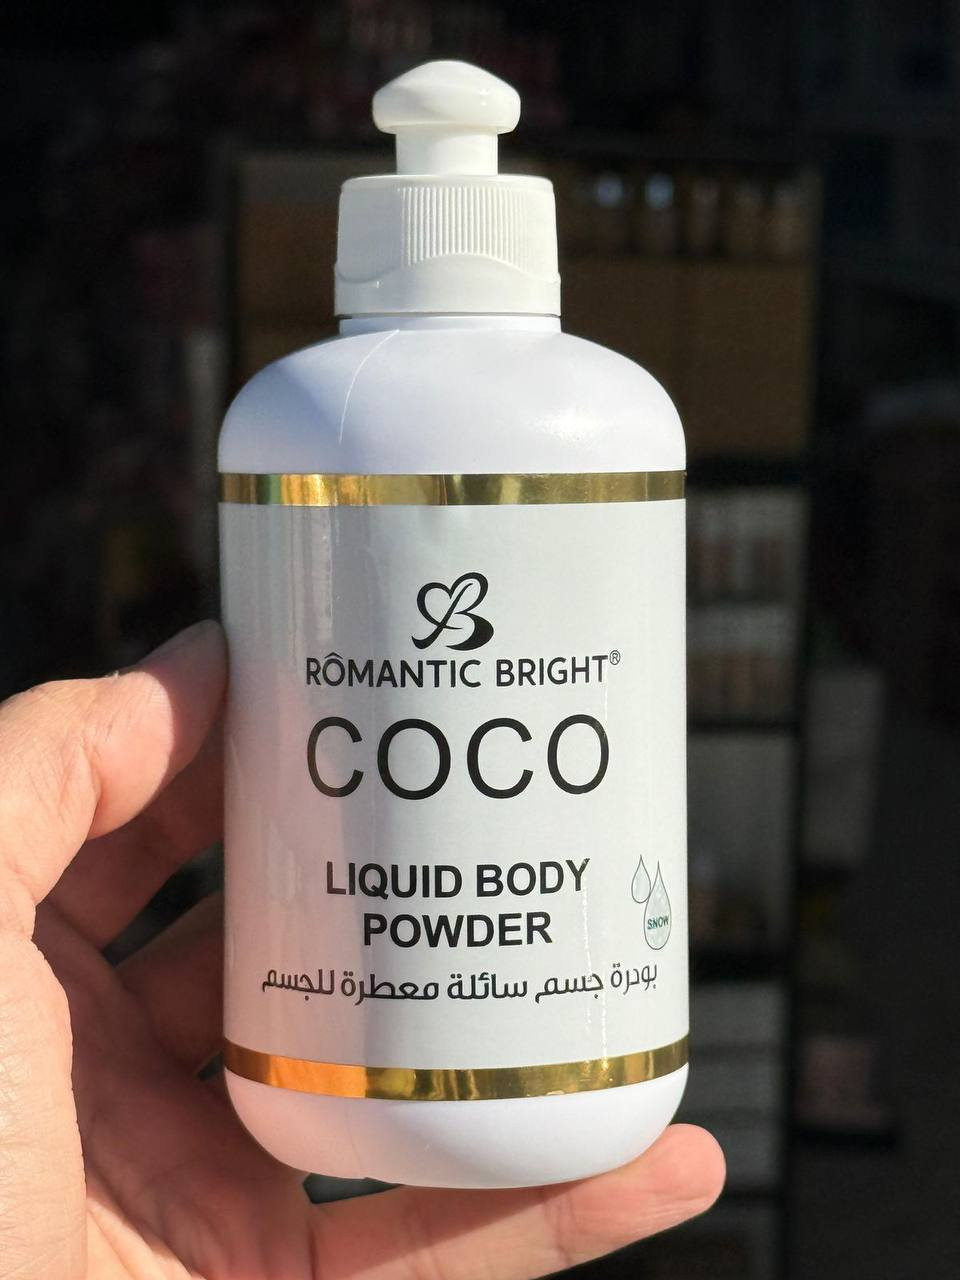 RÔMANTIC BRIGHT®
COCO
LIQUID BODY
POWDER
SNOW
بودرة جسم سائلة معطرة للجسم